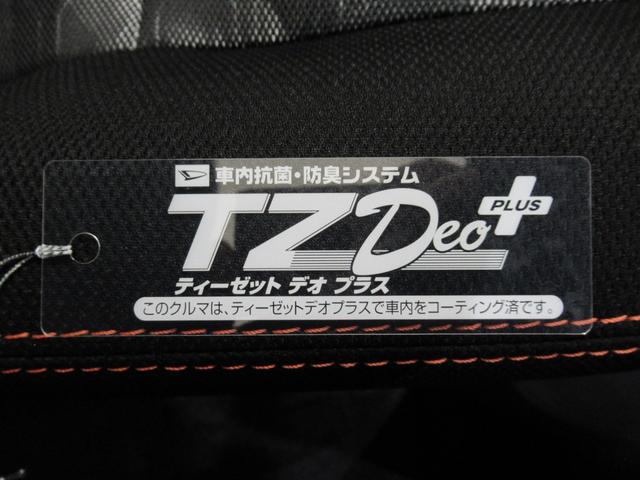 車内抗菌・防臭システム
TZ Deo PLUS
ティーゼット デオ プラス
このクルマは、ティーゼットデオプラスで車内をコーティング済です。